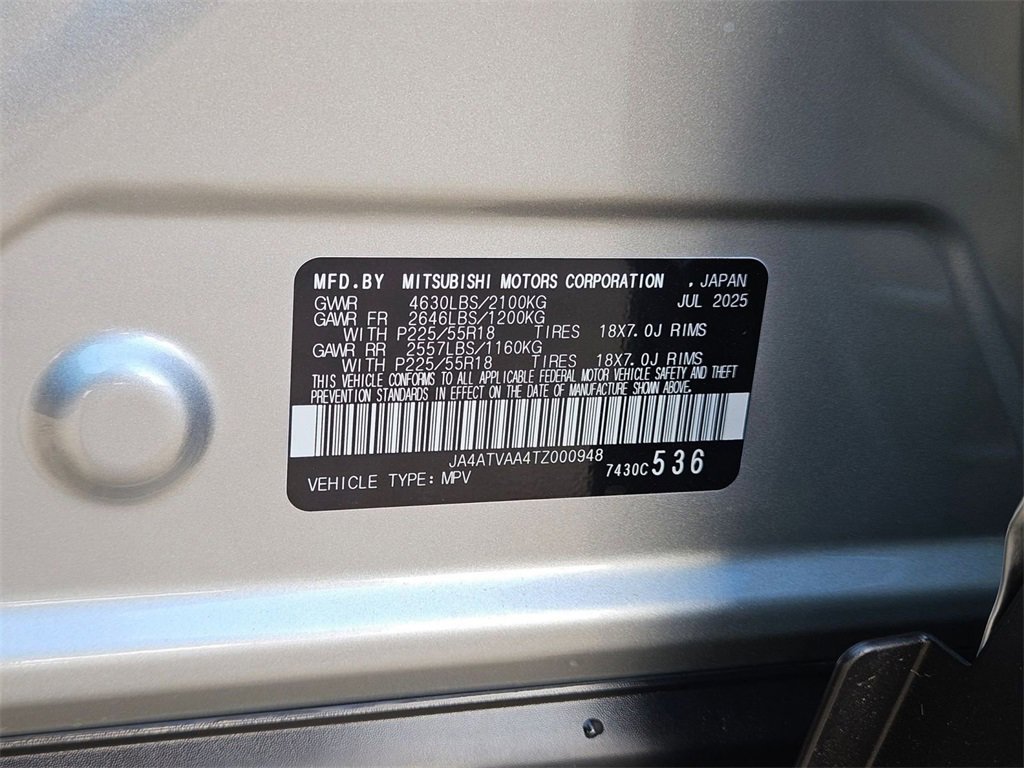 MFD.BY MITSUBISHI MOTORS CORPORATION , JAPAN
GVWR 4630LBS/2100KG JUL 2025
GAWR FR 2646LBS/1200KG
WITH P225/55R18 TIRES 18X7.0J RIMS
GAWR RR 2557LBS/1160KG
WITH P225/55R18 TIRES 18X7.0J RIMS
THIS VEHICLE CONFORMS TO ALL APPLICABLE FEDERAL MOTOR VEHICLE SAFETY AND THEFT
PREVENTION STANDARDS IN EFFECT ON THE DATE OF MANUFACTURE SHOWN ABOVE.
JA4ATVAA4TZ000948
VEHICLE TYPE: MPV 7430C 536